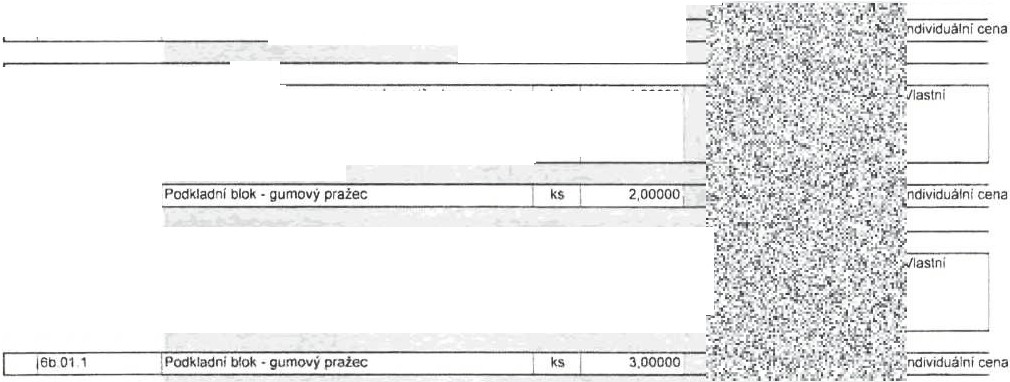 ndividuální cena
Vlastní
Podkladní blok - gumový pražec ks 2,00000 ndividuální cena
Vlastní
6b.01.1 Podkladní blok - gumový pražec ks 3,00000 ndividuální cena